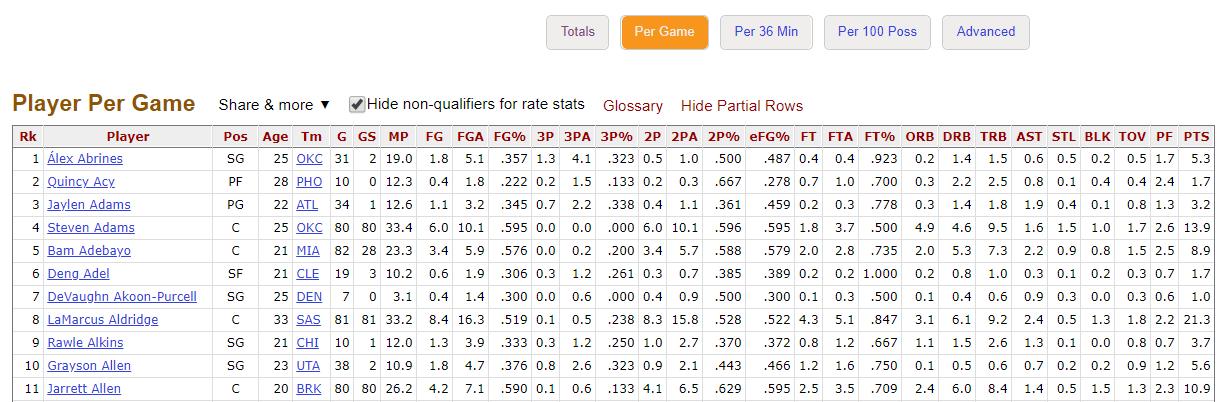 Totals Per Game Per 36 Min Per 100 Poss Advanced
Player Per Game Share & more ▼ Hide non-qualifiers for rate stats Glossary Hide Partial Rows
Rk Player Pos Age Tm G GS MP FG FGA FG% 3P 3PA 3P% 2P 2PA 2P% eFG% FT FTA FT% ORB DRB TRB AST STL BLK TOV PF PTS
1 Álex Abrines SG 25 OKC 31 2 19.0 1.8 5.1 .357 1.3 4.1 .323 0.5 1.0 .500 .487 0.4 0.4 .923 0.2 1.4 1.5 0.6 0.5 0.2 0.5 1.7 5.3
2 Quincy Acy PF 28 PHO 10 0 12.3 0.4 1.8 .222 0.2 1.5 .133 0.2 0.3 .667 .278 0.7 1.0 .700 0.3 2.2 2.5 0.8 0.1 0.4 0.4 2.4 1.7
3 Jaylen Adams PG 22 ATL 34 1 12.6 1.1 3.2 .345 0.7 2.2 .338 0.4 1.1 .361 .459 0.2 0.3 .778 0.3 1.4 1.8 1.9 0.4 0.1 0.8 1.3 3.2
4 Steven Adams C 25 OKC 80 80 33.4 6.0 10.1 .595 0.0 0.0 .000 6.0 10.1 .596 .595 1.8 3.7 .500 4.9 4.6 9.5 1.6 1.5 1.0 1.7 2.6 13.9
5 Bam Adebayo C 21 MIA 82 28 23.3 3.4 5.9 .576 0.0 0.2 .200 3.4 5.7 .588 .579 2.0 2.8 .735 2.0 5.3 7.3 2.2 0.9 0.8 1.5 2.5 8.9
6 Deng Adel SF 21 CLE 19 3 10.2 0.6 1.9 .306 0.3 1.2 .261 0.3 0.7 .385 .389 0.2 0.2 1.000 0.2 0.8 1.0 0.3 0.1 0.2 0.3 0.7 1.7
7 DeVaughn Akoon-Purcell SG 25 DEN 7 0 3.1 0.4 1.4 .300 0.0 0.6 .000 0.4 0.9 .500 .300 0.1 0.3 .500 0.1 0.4 0.6 0.9 0.3 0.0 0.3 0.6 1.0
8 LaMarcus Aldridge C 33 SAS 81 81 33.2 8.4 16.3 .519 0.1 0.5 .238 8.3 15.8 .528 .522 4.3 5.1 .847 3.1 6.1 9.2 2.4 0.5 1.3 1.8 2.2 21.3
9 Rawle Alkins SG 21 CHI 10 1 12.0 1.3 3.9 .333 0.3 1.2 .250 1.0 2.7 .370 .372 0.8 1.2 .667 1.1 1.5 2.6 1.3 0.1 0.0 0.8 0.7 3.7
10 Grayson Allen SG 23 UTA 38 2 10.9 1.8 4.7 .376 0.8 2.6 .323 0.9 2.1 .443 .466 1.2 1.6 .750 0.1 0.5 0.6 0.7 0.2 0.2 0.9 1.2 5.6
11 Jarrett Allen C 20 BRK 80 80 26.2 4.2 7.1 .590 0.1 0.6 .133 4.1 6.5 .629 .595 2.5 3.5 .709 2.4 6.0 8.4 1.4 0.5 1.5 1.3 2.3 10.9